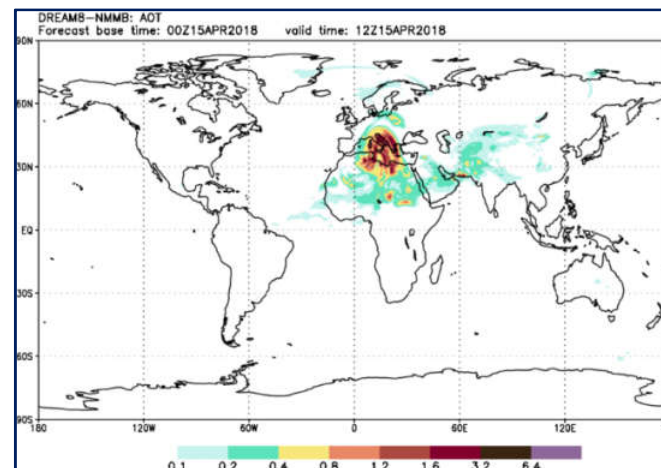 DREAM8-NMMB: AOT
Forecast base time: 00Z15APR2018 valid time: 12Z15APR2018
90N
60N
30N
EQ
30S
60S
90S
180 120W 60W 0 60E 120E
0.1 0.2 0.4 0.8 1.2 1.6 3.2 6.4